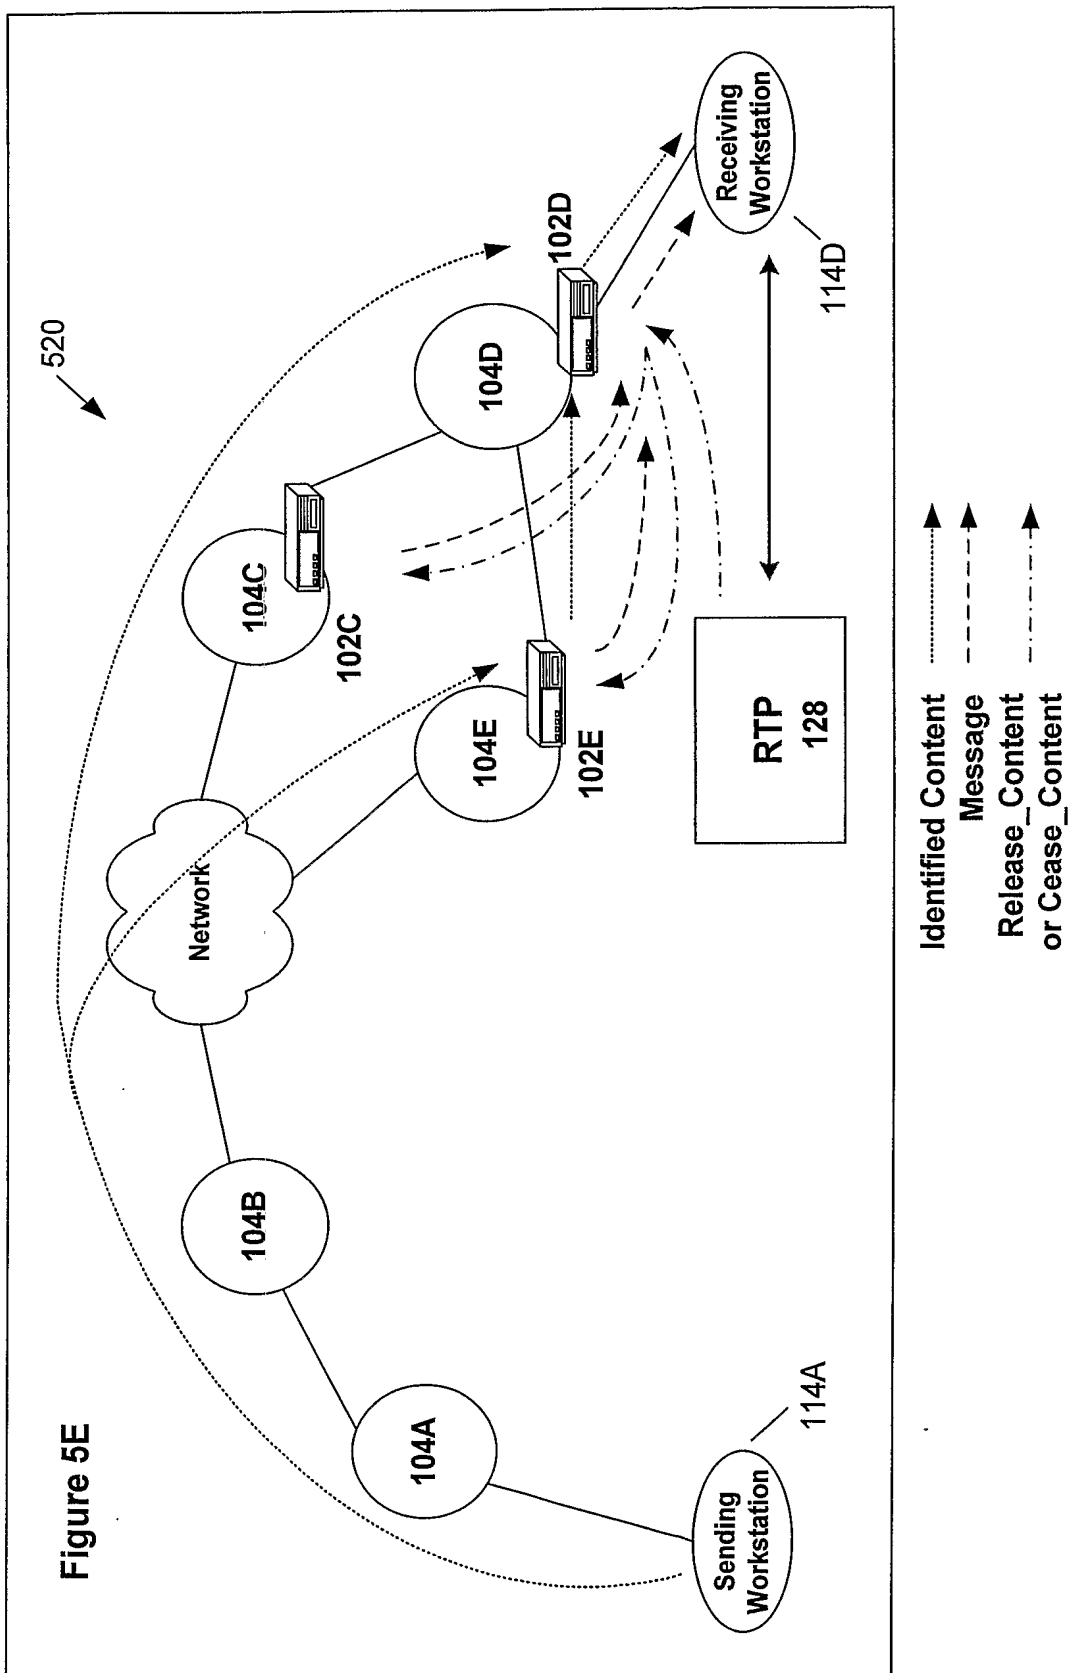 Figure 5E
520
Network
104B
104C
102C
104A
104E
102E
104D
102D
Sending
Workstation
114A
RTP
128
Receiving
Workstation
114D
Identified Content
Message
Release_Content
or Cease_Content